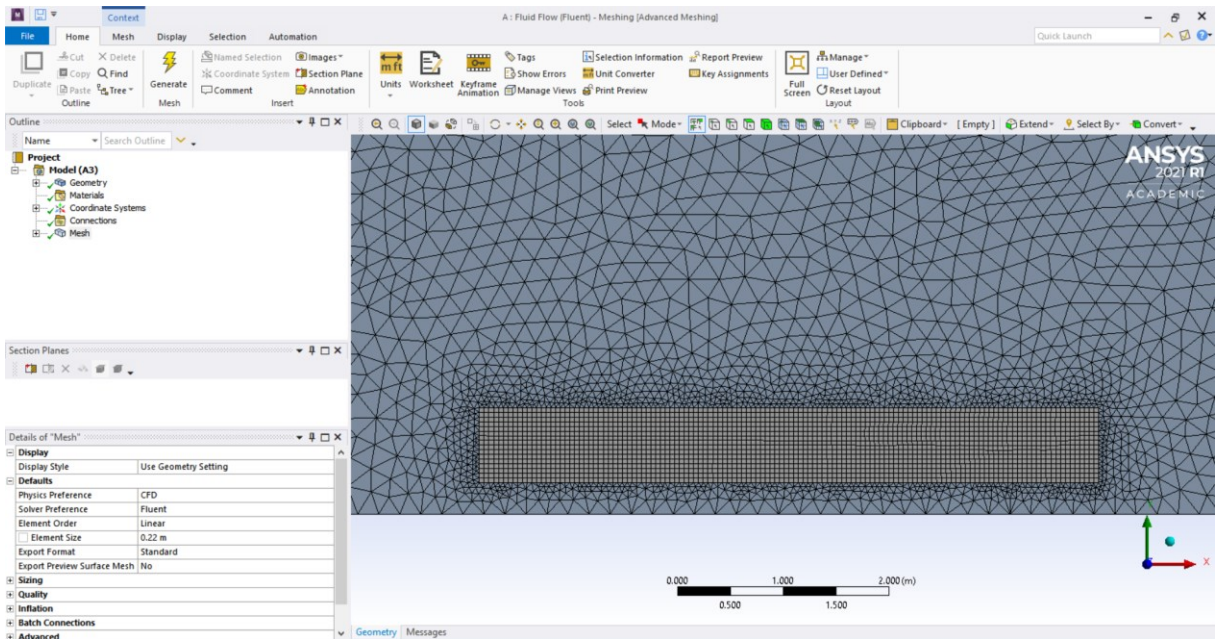 Context
A : Fluid Flow (Fluent) - Meshing [Advanced Meshing]
File Home Mesh Display Selection Automation
Quick Launch
Duplicate
Cut
Copy
Paste
Delete
Find
Tree
Outline
Generate
Mesh
Named Selection
Coordinate System
Comment
Images
Section Plane
Annotation
Insert
Units
Worksheet
Keyframe
Animation
Tags
Show Errors
Manage Views
Selection Information
Unit Converter
Print Preview
Report Preview
Key Assignments
Tools
Full
Screen
Manage
User Defined
Reset Layout
Layout
Outline
Name Search Outline
Project
Model (A3)
Geometry
Materials
Coordinate Systems
Connections
Mesh
Select Mode Clipboard [Empty] Extend Select By Convert
ANSYS
2021 R1
ACADEMIC
Section Planes
Details of "Mesh"
Display
Display Style Use Geometry Setting
Defaults
Physics Preference CFD
Solver Preference Fluent
Element Order Linear
Element Size 0.22 m
Export Format Standard
Export Preview Surface Mesh No
Sizing
Quality
Inflation
Batch Connections
Advanced
0.000 1.000 2.000 (m)
0.500 1.500
X
Geometry Messages